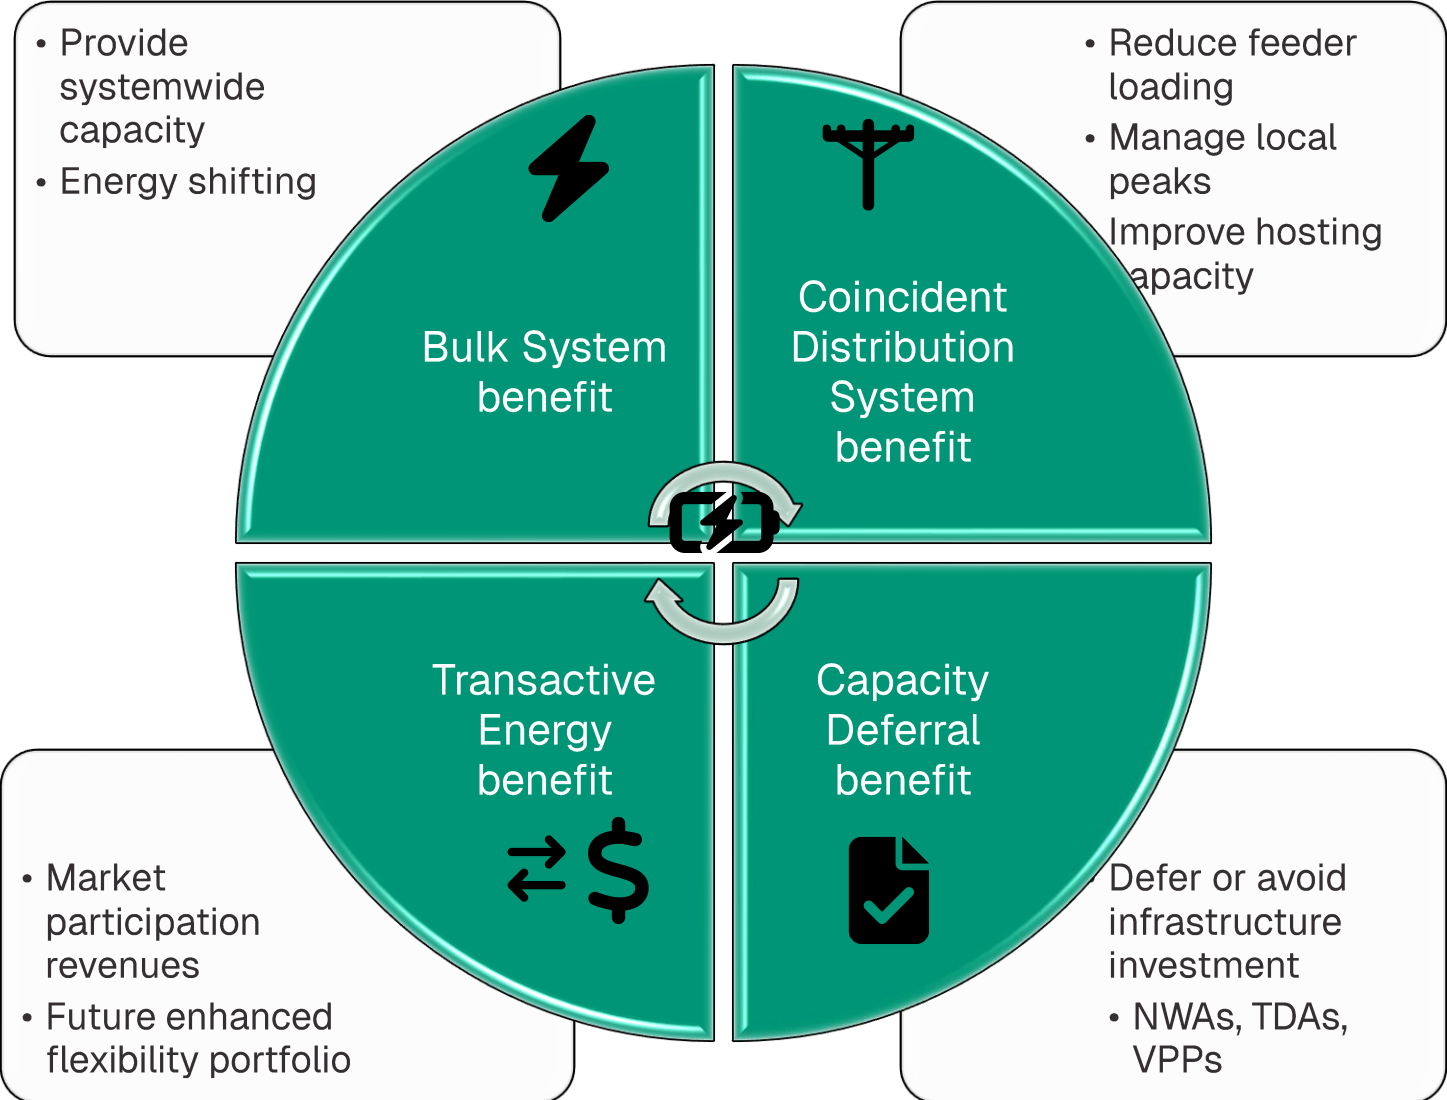 • Provide
systemwide
capacity
• Energy shifting
• Reduce feeder
loading
• Manage local
peaks
Improve hosting
apacity
Bulk System
benefit
Coincident
Distribution
System
benefit
Transactive
Energy
benefit
Capacity
Deferral
benefit
• Market
participation
revenues
• Future enhanced
flexibility portfolio
Defer or avoid
infrastructure
investment
• NWAs, TDAs,
VPPs